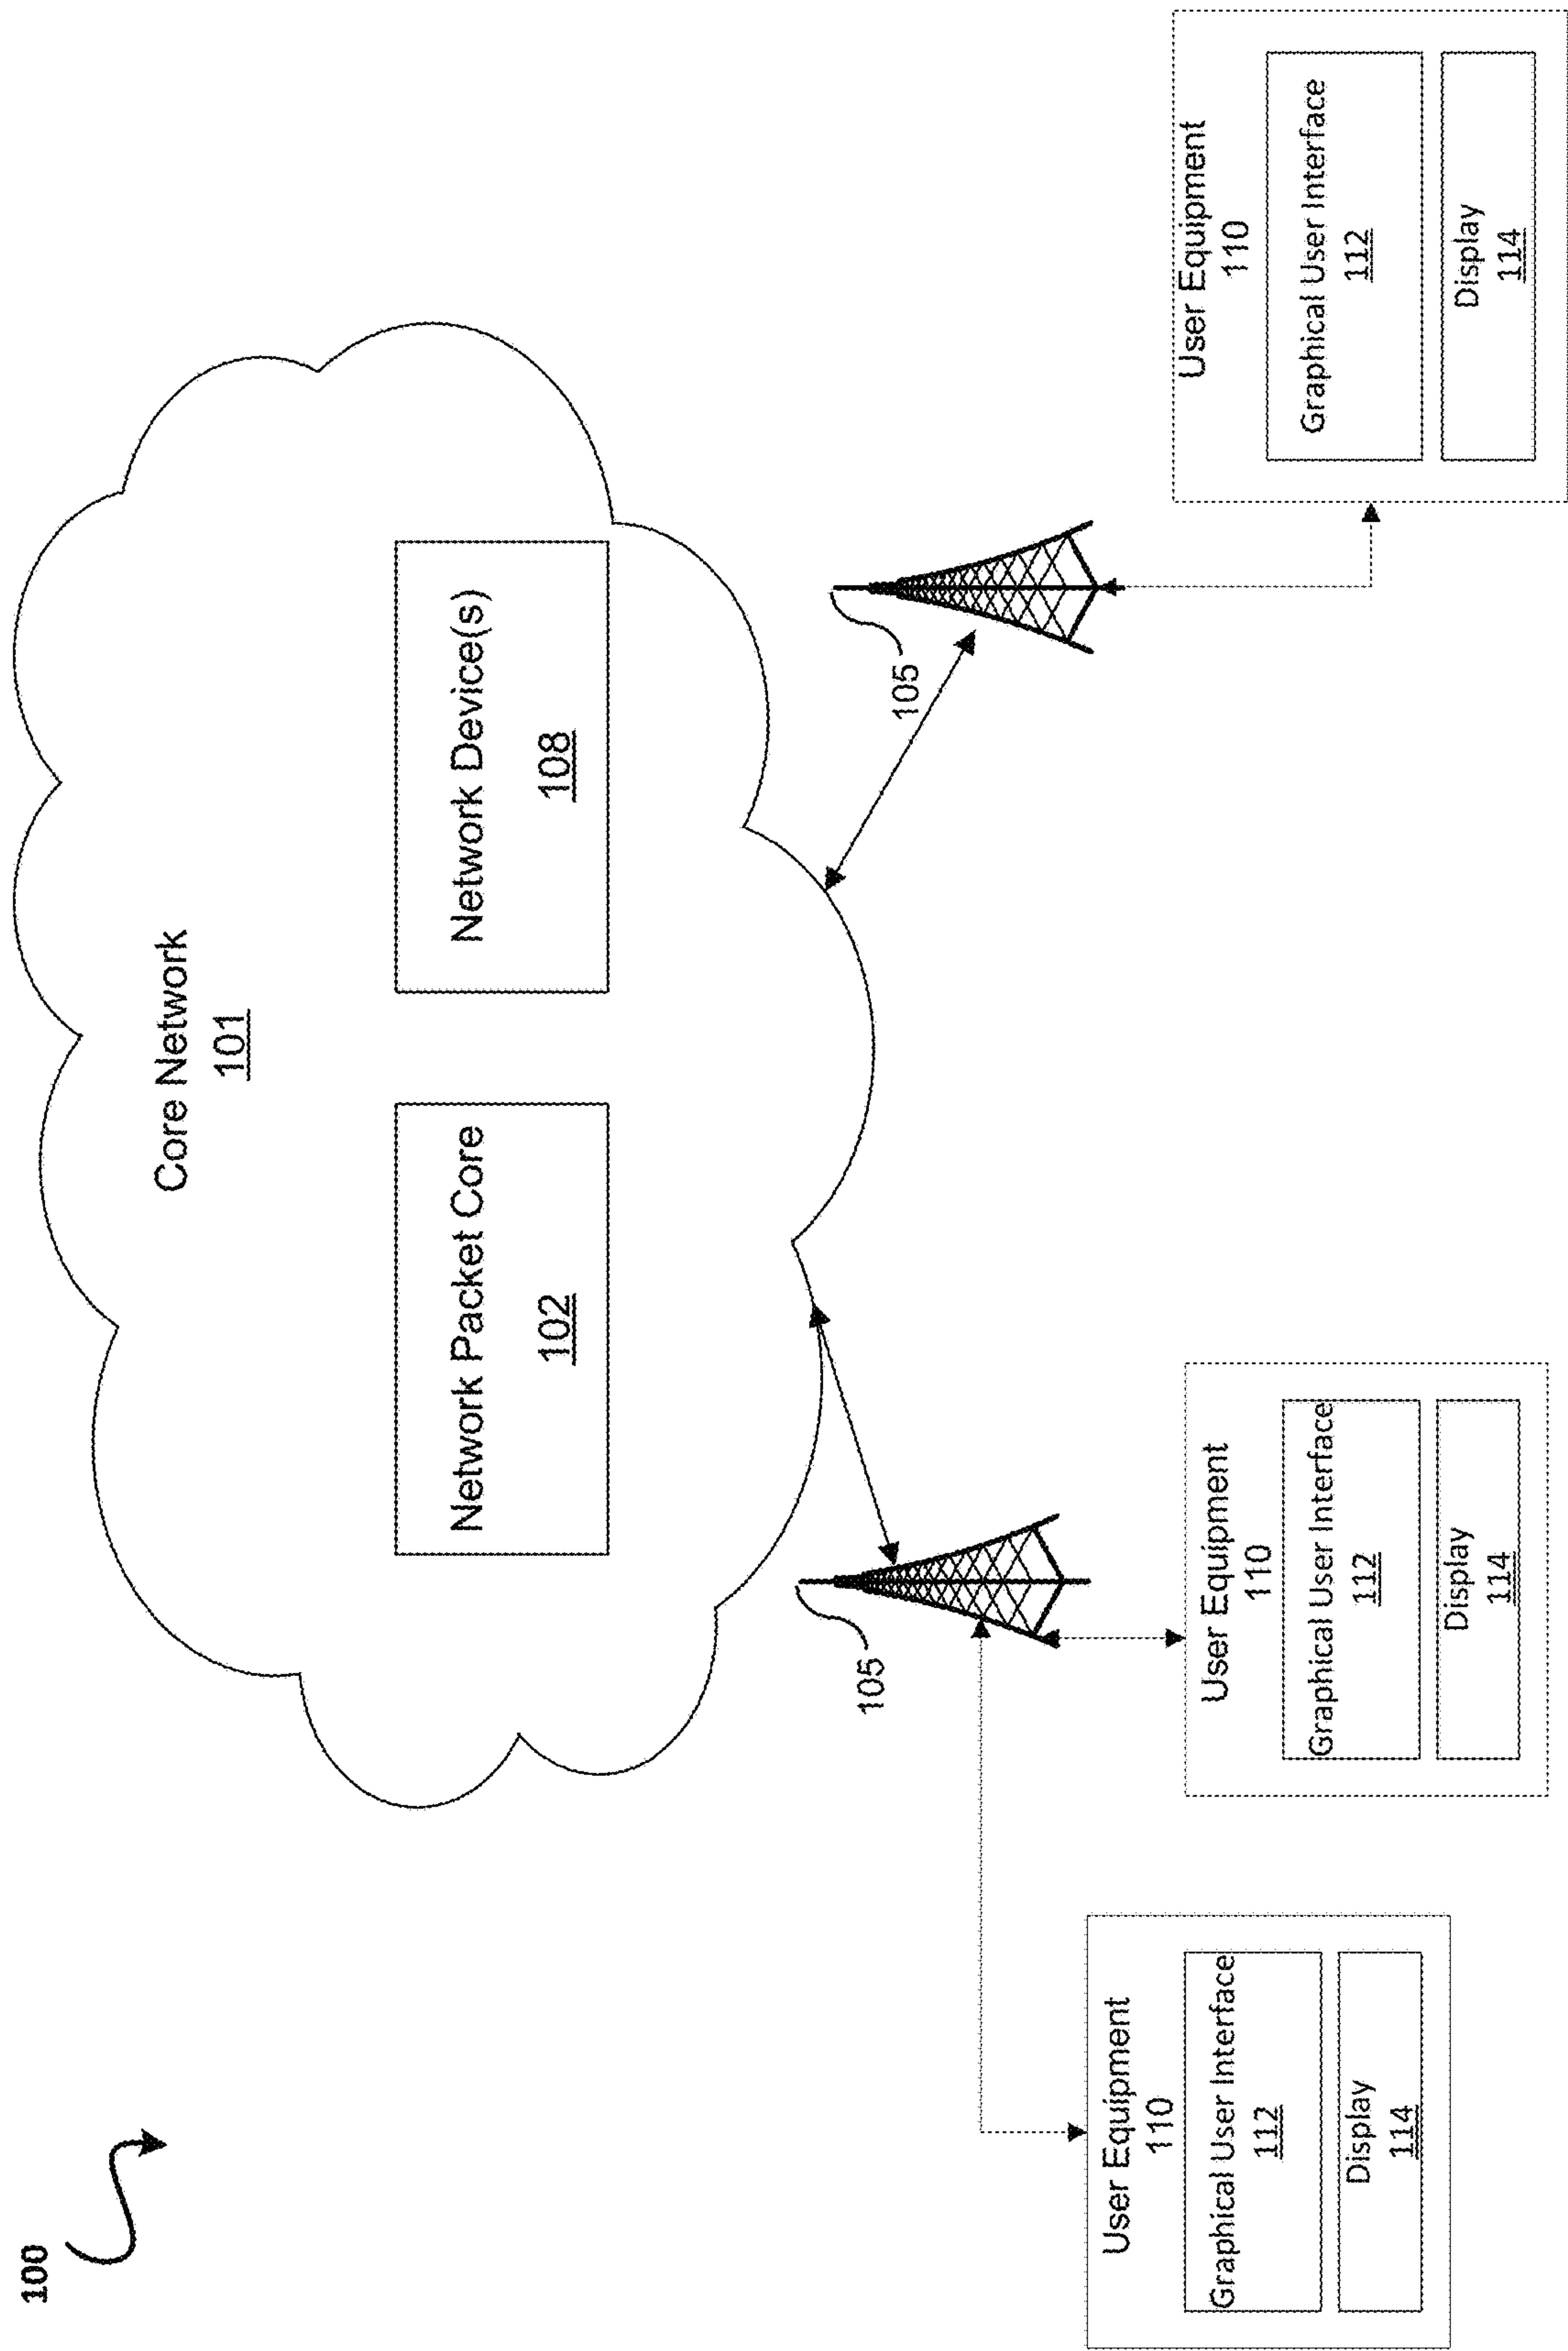 100
Core Network
101
Network Packet Core
102
Network Device(s)
108
105
105
User Equipment
110
Graphical User Interface
112
Display
114
User Equipment
110
Graphical User Interface
112
Display
114
User Equipment
110
Graphical User Interface
112
Display
114